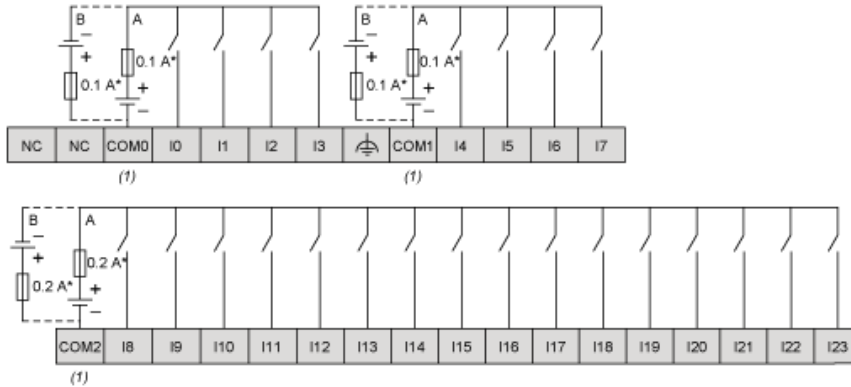 B A B A
0.1 A* 0.1 A* 0.1 A* 0.1 A*
NC NC COM0 I0 I1 I2 I3 COM1 I4 I5 I6 I7
(1) (1)
B A
0.2 A* 0.2 A*
COM2 I8 I9 I10 I11 I12 I13 I14 I15 I16 I17 I18 I19 I20 I21 I22 I23
(1)